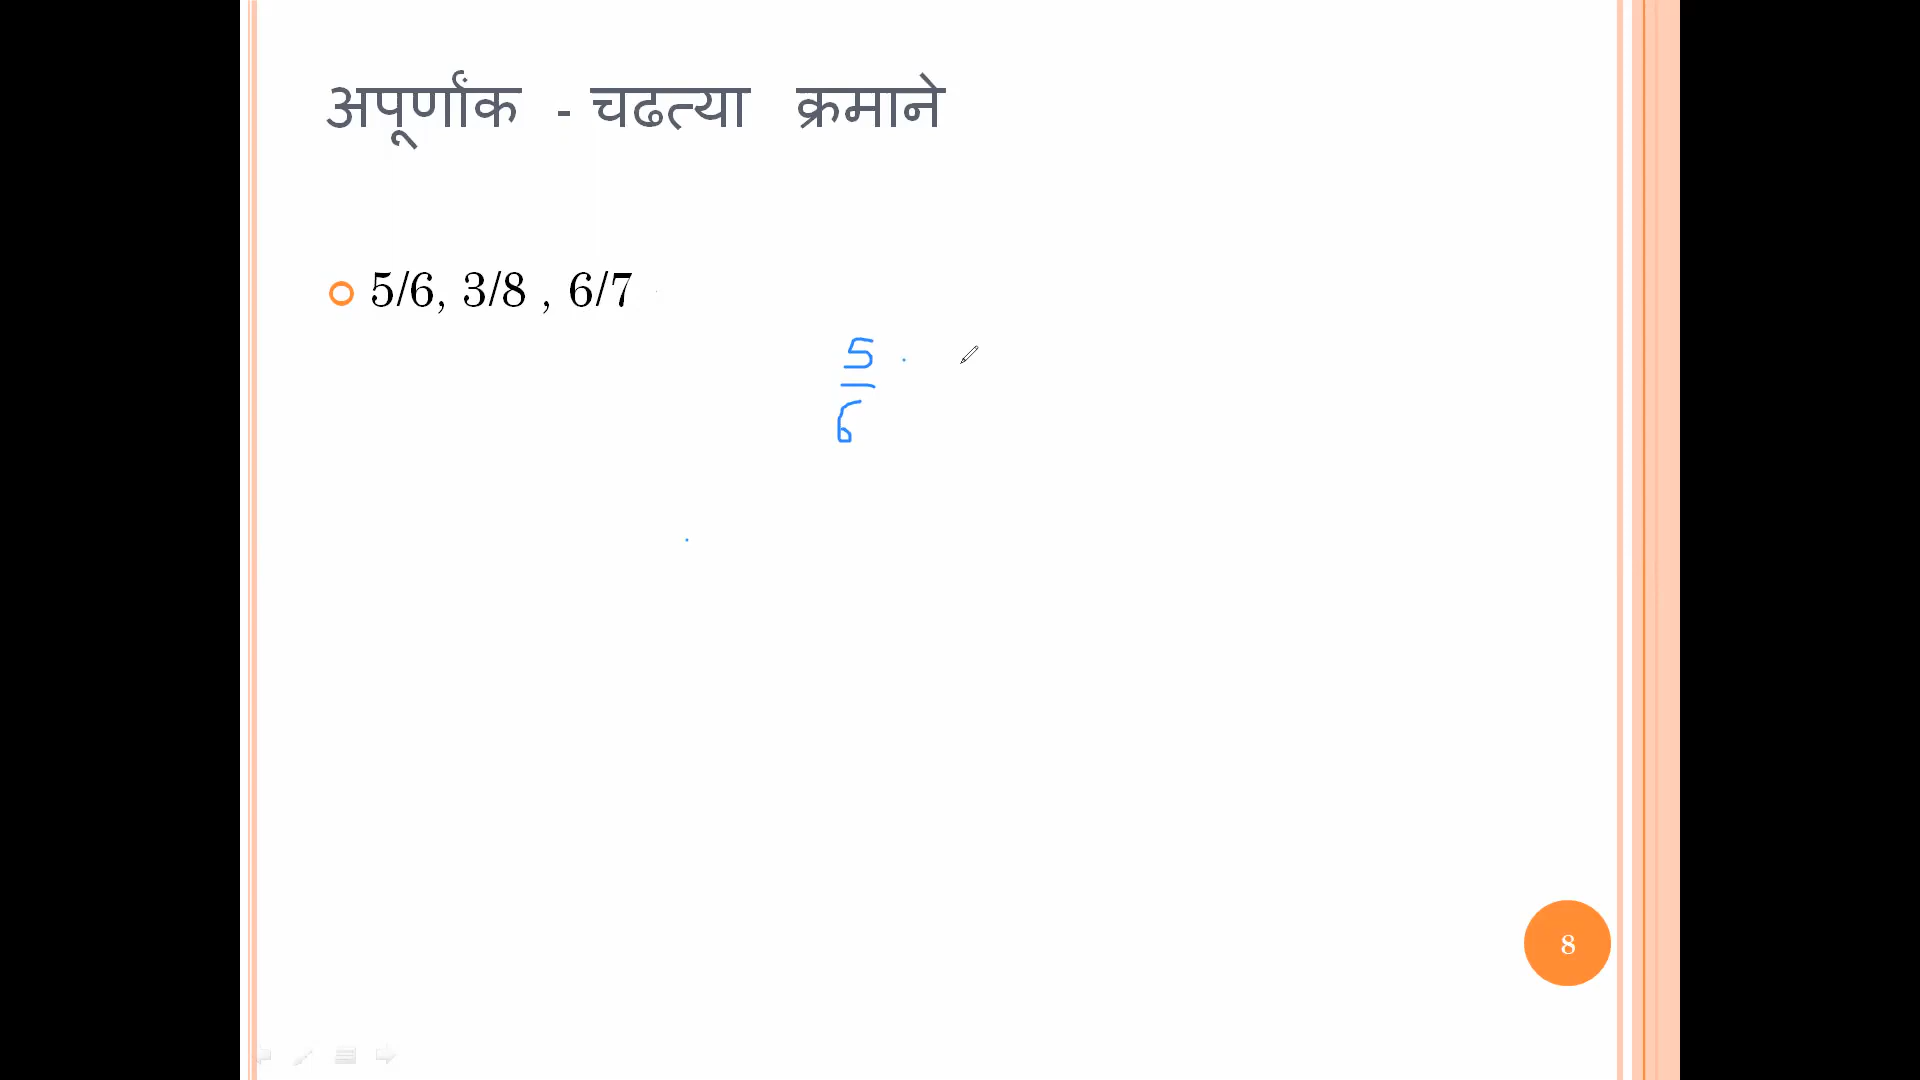 अपूर्णांक - चढत्या क्रमाने
5/6, 3/8 , 6/7
5
6
8